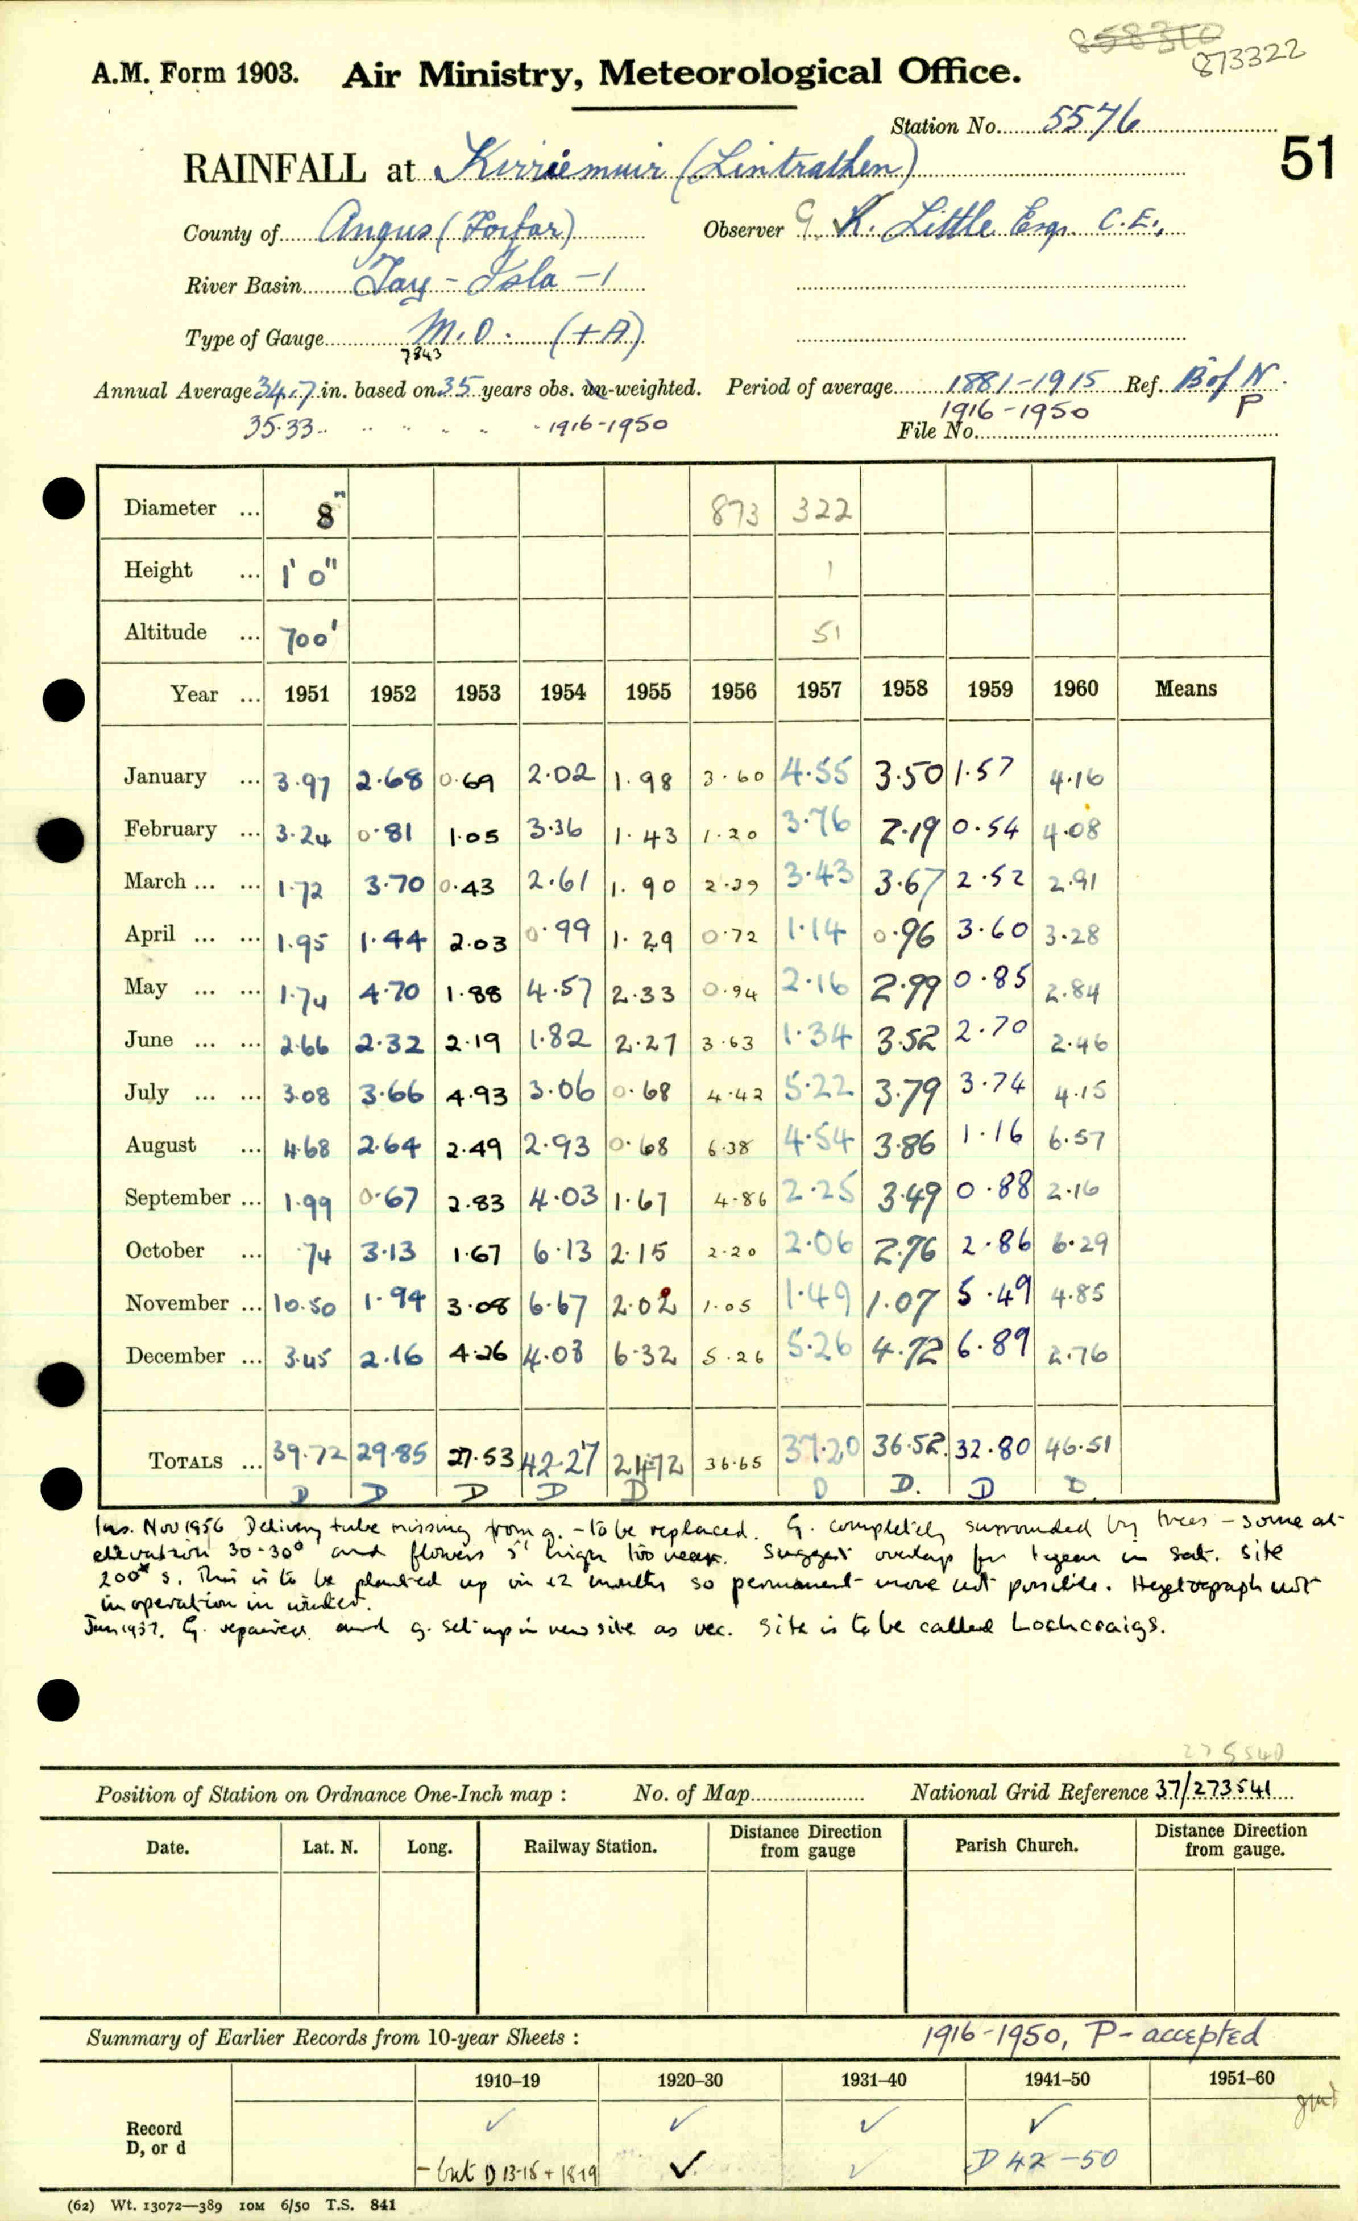 858310
873322
A.M. Form 1903. Air Ministry, Meteorological Office.
Station No. 5576
51
RAINFALL at Kirriemuir (Lintrathen)
County of Angus (Forfar) Observer G. K. Little Esq. C.E.,
River Basin Tay - Isla - 1
Type of Gauge M.O. (+A)
7843
Annual Average 34.7 in. based on 35 years obs. un-weighted. Period of average 1881-1915 Ref. B of N.
35.33 " " " " " 1916-1950 1916-1950 P
File No.
Diameter ... 8" 873 322
Height ... 1' 0" 1
Altitude ... 700' 51
Year ... 1951 1952 1953 1954 1955 1956 1957 1958 1959 1960 Means
January ... 3.97 2.68 0.69 2.02 1.98 3.60 4.55 3.50 1.57 4.16
February ... 3.24 0.81 1.05 3.36 1.43 1.20 3.76 2.19 0.54 4.08
March ... ... 1.72 3.70 0.43 2.61 1.90 2.39 3.43 3.67 2.52 2.91
April ... ... 1.95 1.44 2.03 0.99 1.29 0.72 1.14 0.96 3.60 3.28
May ... ... 1.74 4.70 1.88 4.57 2.33 0.94 2.16 2.99 0.85 2.84
June ... ... 2.66 2.32 2.19 1.82 2.27 3.63 1.34 3.52 2.70 2.46
July ... ... 3.08 3.66 4.93 3.06 0.68 4.42 5.22 3.79 3.74 4.15
August ... 4.68 2.64 2.49 2.93 0.68 6.38 4.54 3.86 1.16 6.57
September ... 1.99 0.67 2.83 4.03 1.67 4.86 2.25 3.49 0.88 2.16
October ... .74 3.13 1.67 6.13 2.15 2.20 2.06 2.76 2.86 6.29
November ... 10.50 1.94 3.08 6.67 2.02 1.05 1.49 1.07 5.49 4.85
December ... 3.45 2.16 4.26 4.08 6.32 5.26 5.26 4.72 6.89 2.76
TOTALS ... 39.72 29.85 27.53 42.27 24.72 36.65 37.20 36.52 32.80 46.51
D D D D D D D. D D.
Ins. Nov 1956 Delivery tube missing from g. - to be replaced. G. completely surrounded by trees - some at
elevation 30-30° and flowers 5' high too near. Suggest overlap for 1 year in sat. site
200x S. This is to be planted up in 12 months so permanent move not possible. Hyetograph not
in operation in winter.
Jan 1957. G. repaired and g. set up in new site as rec. Site is to be called Lochcraigs.
Position of Station on Ordnance One-Inch map : No. of Map National Grid Reference 37/273541
Date. Lat. N. Long. Railway Station. Distance Direction from gauge Parish Church. Distance Direction from gauge.
Summary of Earlier Records from 10-year Sheets : 1916-1950, P - accepted
1910–19 1920–30 1931–40 1941–50 1951–60
Record ✓ ✓ ✓ ✓
D, or d - but D 13-15 + 18-19 ✓ ✓ D 42-50
(62) Wt. 13072—389 10M 6/50 T.S. 841